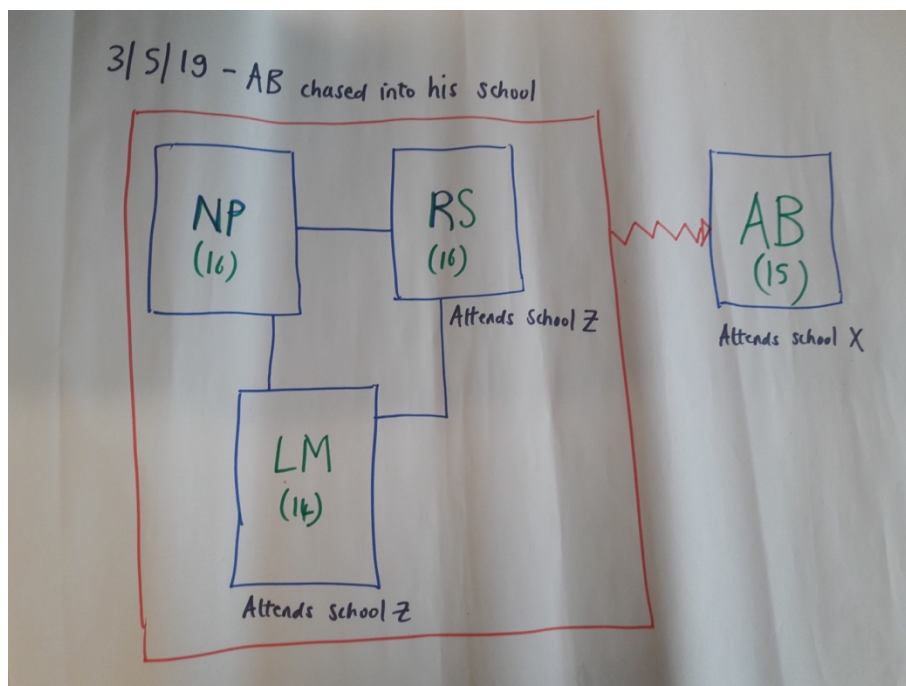 3/5/19 - AB chased into his school
NP
(16)
RS
(16)
Attends school Z
AB
(15)
Attends school X
LM
(14)
Attends school Z